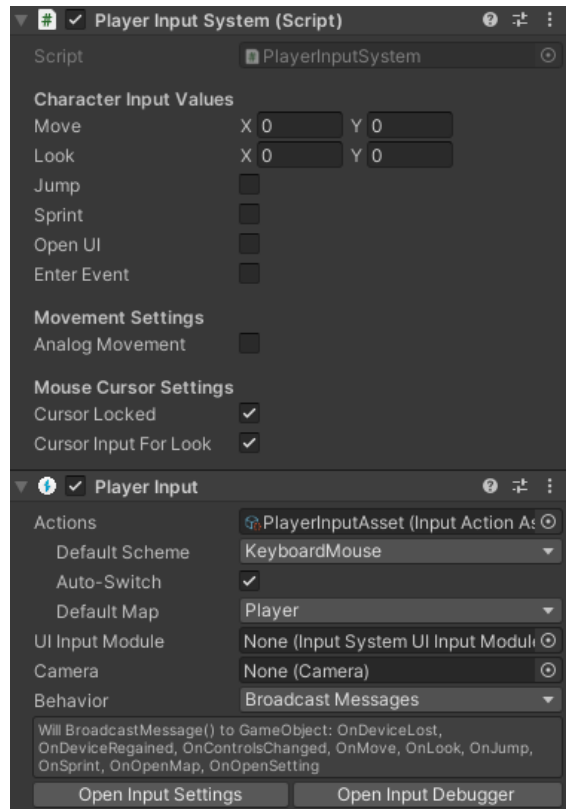 Player Input System (Script)
Script PlayerInputSystem
Character Input Values
Move X 0 Y 0
Look X 0 Y 0
Jump
Sprint
Open UI
Enter Event
Movement Settings
Analog Movement
Mouse Cursor Settings
Cursor Locked
Cursor Input For Look
Player Input
Actions PlayerInputAsset (Input Action As
Default Scheme KeyboardMouse
Auto-Switch
Default Map Player
UI Input Module None (Input System UI Input Module
Camera None (Camera)
Behavior Broadcast Messages
Will BroadcastMessage() to GameObject: OnDeviceLost,
OnDeviceRegained, OnControlsChanged, OnMove, OnLook, OnJump,
OnSprint, OnOpenMap, OnOpenSetting
Open Input Settings Open Input Debugger